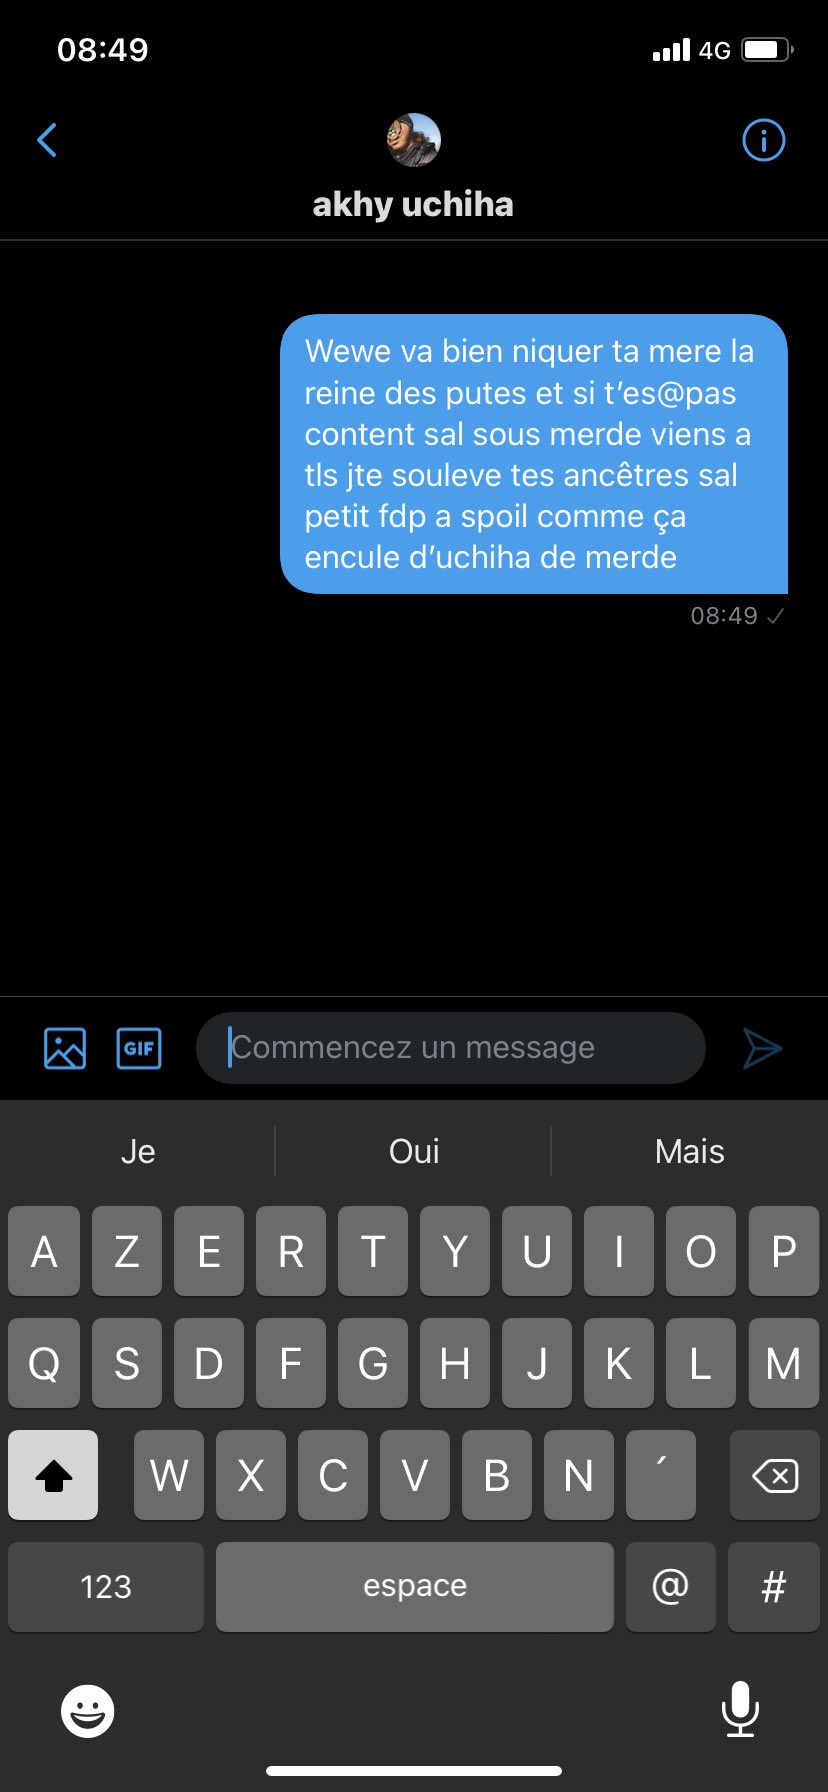 08:49
4G
akhy uchiha
Wewe va bien niquer ta mere la
reine des putes et si t’es@pas
content sal sous merde viens a
tls jte souleve tes ancêtres sal
petit fdp a spoil comme ça
encule d’uchiha de merde
08:49
GIF
Commencez un message
Je Oui Mais
A Z E R T Y U I O P
Q S D F G H J K L M
W X C V B N ´
123 espace @ #